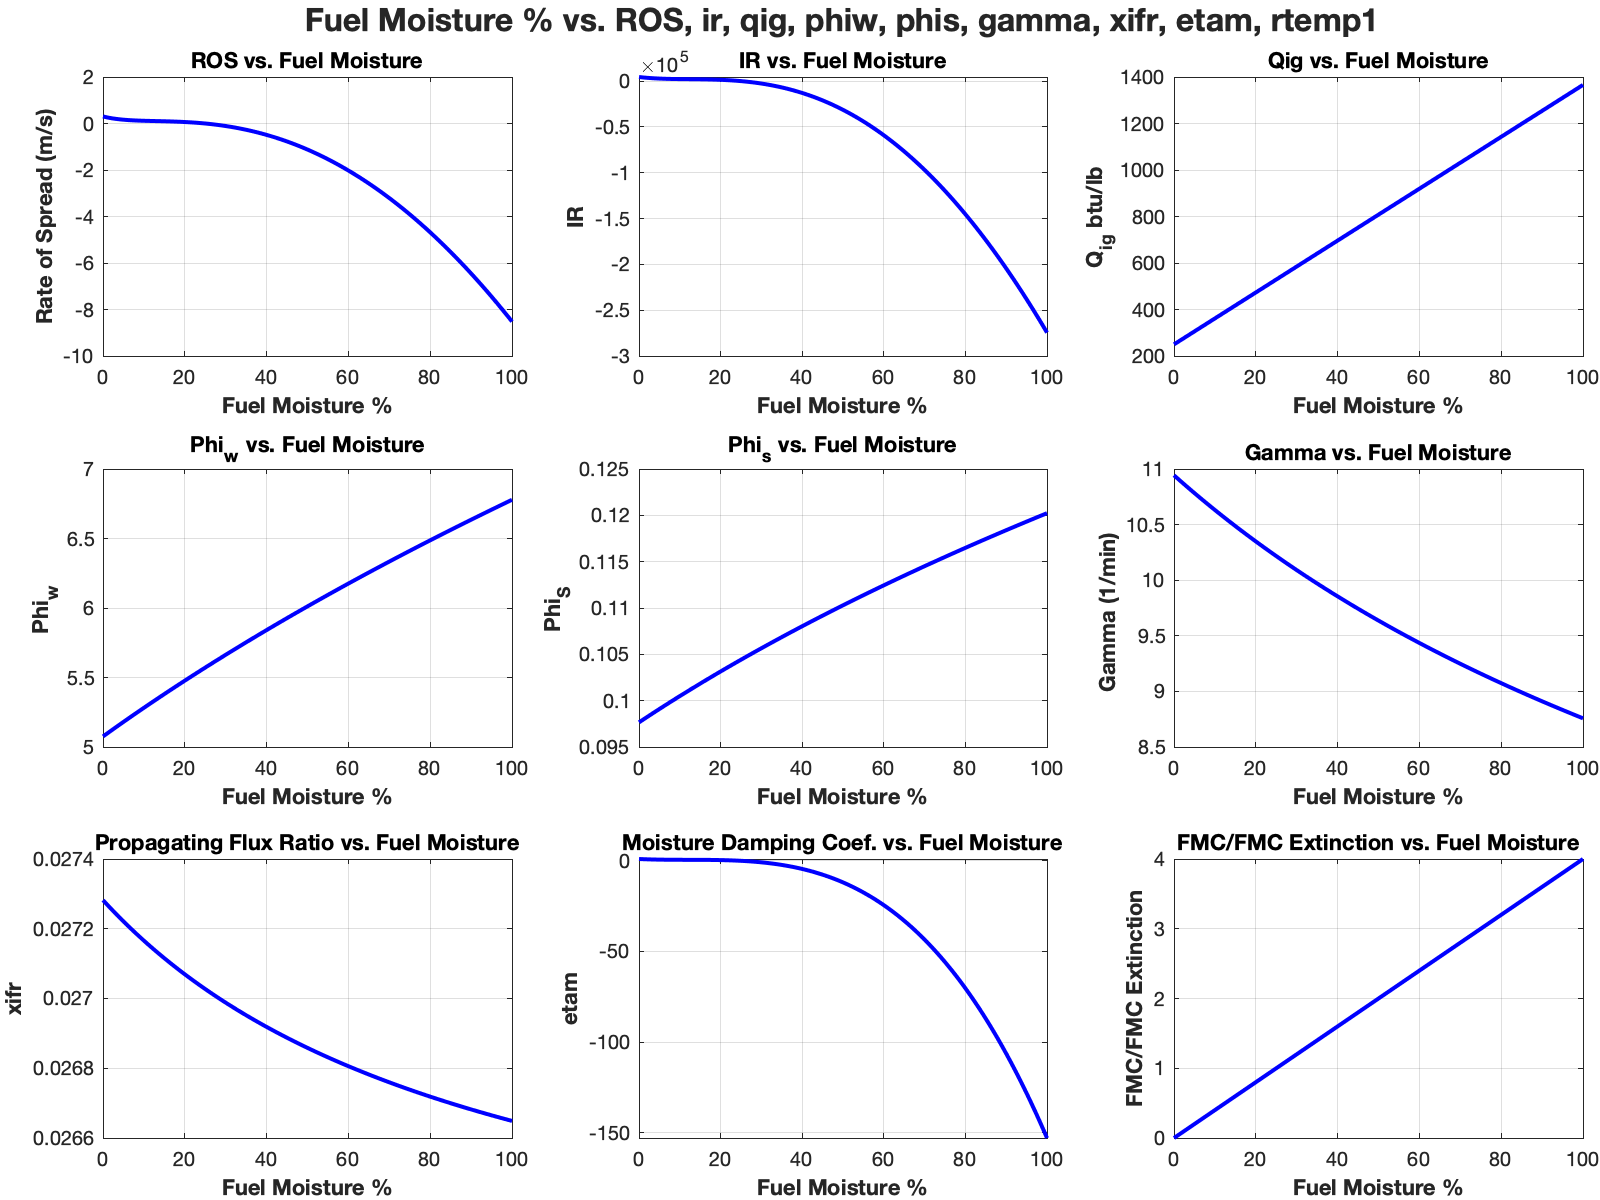 Fuel Moisture % vs. ROS, ir, qig, phiw, phis, gamma, xifr, etam, rtemp1
ROS vs. Fuel Moisture
2
0
-2
-4
-6
-8
-10
Rate of Spread (m/s)
0 20 40 60 80 100
Fuel Moisture %
×10^5
IR vs. Fuel Moisture
0
-0.5
-1
-1.5
-2
-2.5
-3
IR
0 20 40 60 80 100
Fuel Moisture %
Qig vs. Fuel Moisture
1400
1200
1000
800
600
400
200
Q_ig btu/lb
0 20 40 60 80 100
Fuel Moisture %
Phi_w vs. Fuel Moisture
7
6.5
6
5.5
5
Phi_w
0 20 40 60 80 100
Fuel Moisture %
Phi_s vs. Fuel Moisture
0.125
0.12
0.115
0.11
0.105
0.1
0.095
Phi_S
0 20 40 60 80 100
Fuel Moisture %
Gamma vs. Fuel Moisture
11
10.5
10
9.5
9
8.5
Gamma (1/min)
0 20 40 60 80 100
Fuel Moisture %
Propagating Flux Ratio vs. Fuel Moisture
0.0274
0.0272
0.027
0.0268
0.0266
xifr
0 20 40 60 80 100
Fuel Moisture %
Moisture Damping Coef. vs. Fuel Moisture
0
-50
-100
-150
etam
0 20 40 60 80 100
Fuel Moisture %
FMC/FMC Extinction vs. Fuel Moisture
4
3
2
1
0
FMC/FMC Extinction
0 20 40 60 80 100
Fuel Moisture %